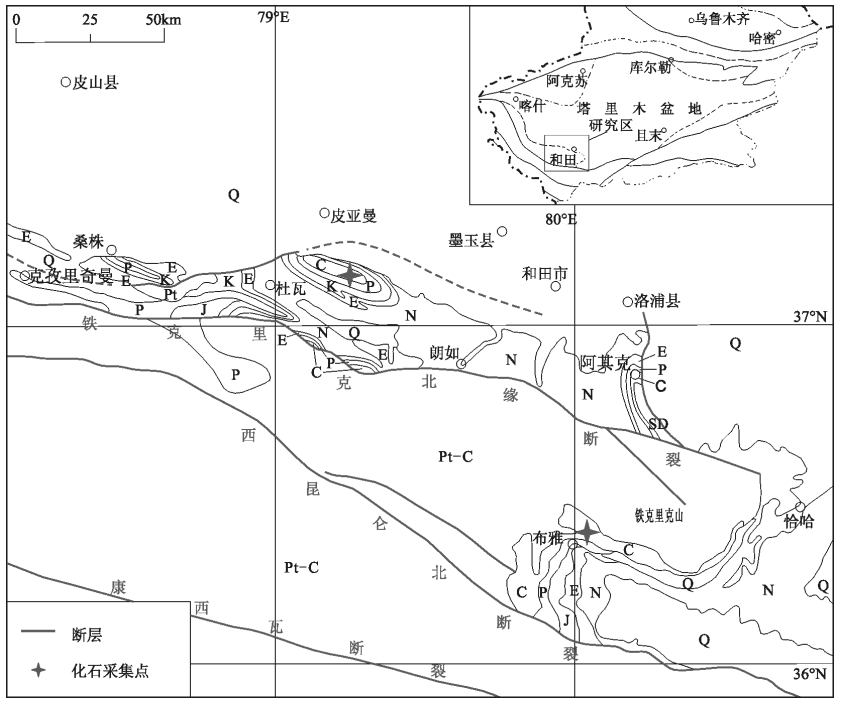 0 25 50km
79°E
乌鲁木齐
哈密
库尔勒
阿克苏
喀什
塔里木盆地
研究区
且末
和田
皮山县
Q
80°E
皮亚曼
墨玉县
E
桑株
Q
克孜里奇曼
P
E
E
K
Pt
K
E
杜瓦
C
K
P
E
和田市
洛浦县
P
J
N
37°N
铁克里克北缘断裂
E
N
Q
E
P
C
朗如
N
阿其克
E
P
C
Q
N
SD
P
西昆仑北断裂
Pt-C
铁克里克山
恰哈
布雅
C
Pt-C
C
P
E
N
J
Q
N
Q
Q
康西瓦断裂
断层
化石采集点
36°N